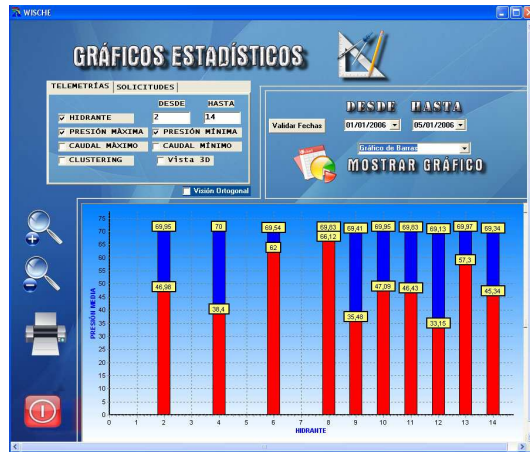 WISCHE
GRÁFICOS ESTADÍSTICOS
TELEMETRÍAS SOLICITUDES
DESDE HASTA
HIDRANTE 2 14
PRESIÓN MÀXIMA PRESIÓN MÍNIMA
CAUDAL MÀXIMO CAUDAL MÍNIMO
CLUSTERING Vista 3D
Visión Ortogonal
DESDE HASTA
Validar Fechas 01/01/2006 05/01/2006
Gráfico de Barras
MOSTRAR GRÁFICO
PRESIÓN MEDIA
75
70
65
60
55
50
45
40
35
30
25
20
15
10
5
0
69,95 70 69,54 69,83 69,41 69,95 69,83 69,13 69,97 69,34
46,98 38,4 62 66,12 35,48 47,09 46,43 33,15 57,3 45,34
0 1 2 3 4 5 6 7 8 9 10 11 12 13 14
HIDRANTE